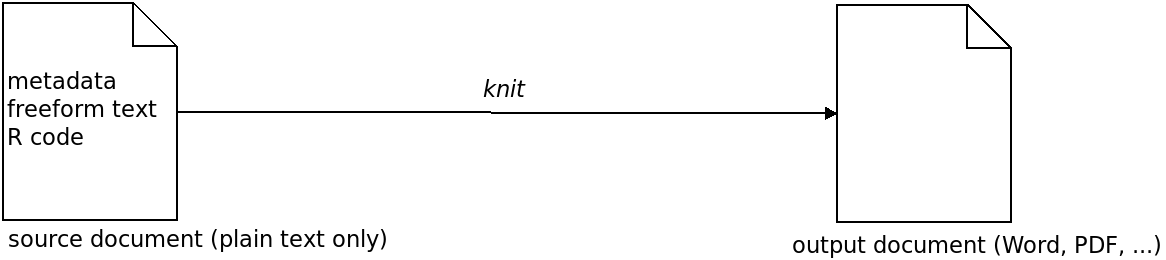 metadata
freeform text
R code
knit
source document (plain text only)
output document (Word, PDF, ...)